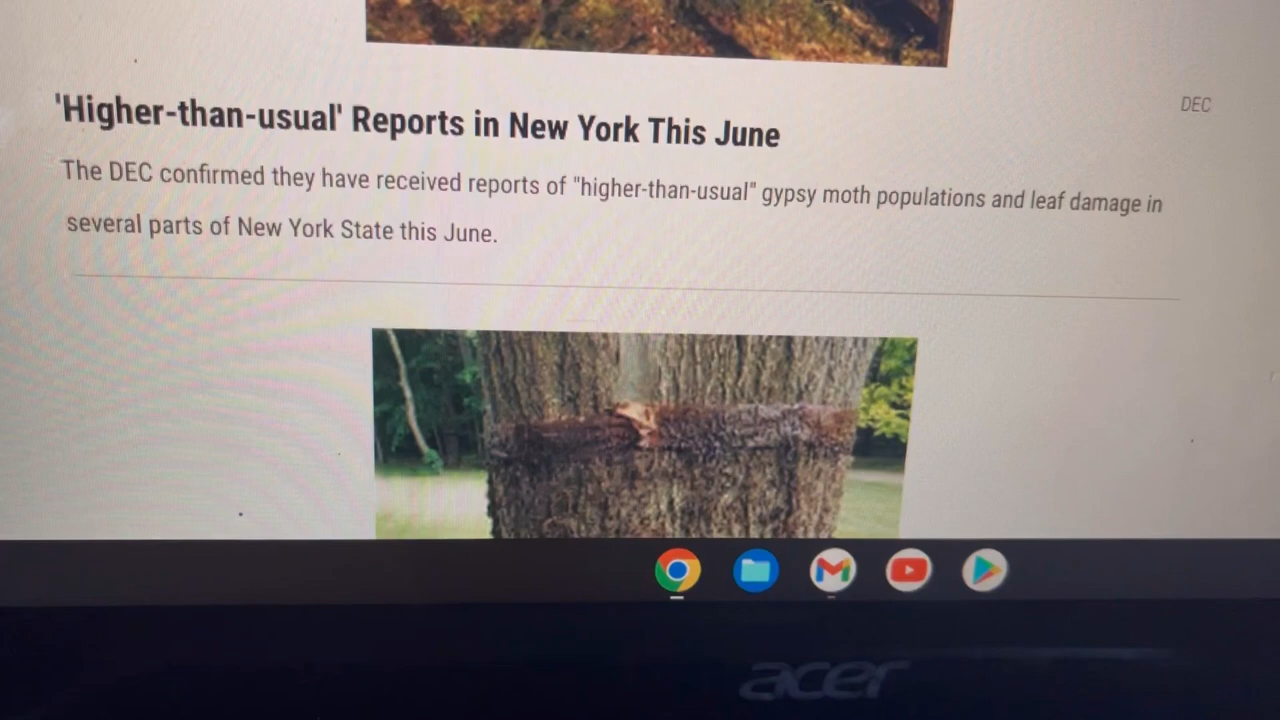 DEC
'Higher-than-usual' Reports in New York This June
The DEC confirmed they have received reports of "higher-than-usual" gypsy moth populations and leaf damage in
several parts of New York State this June.
acer